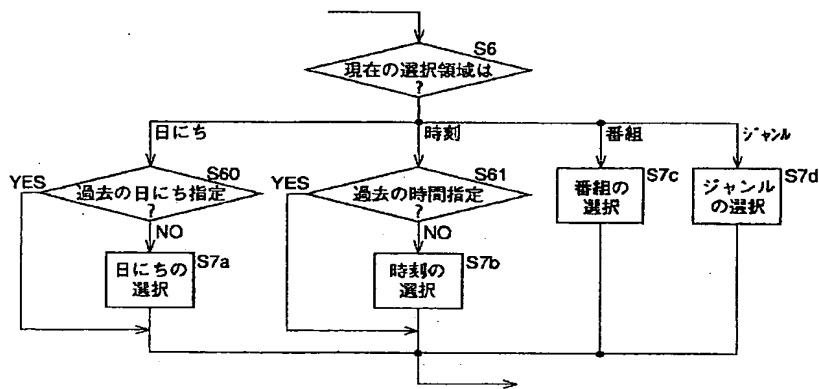 S6
現在の選択領域は
?
日にち
時刻
番組
ジャンル
YES
S60
過去の日にち指定
?
NO
YES
S61
過去の時間指定
?
NO
S7c
番組の
選択
S7d
ジャンル
の選択
S7a
日にちの
選択
S7b
時刻の
選択